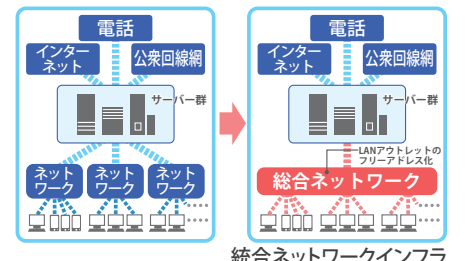 電話
インター
ネット
公衆回線網
サーバー群
ネット
ワーク
ネット
ワーク
ネット
ワーク
電話
インター
ネット
公衆回線網
サーバー群
LANアウトレットの
フリーアドレス化
総合ネットワーク
統合ネットワークインフラ